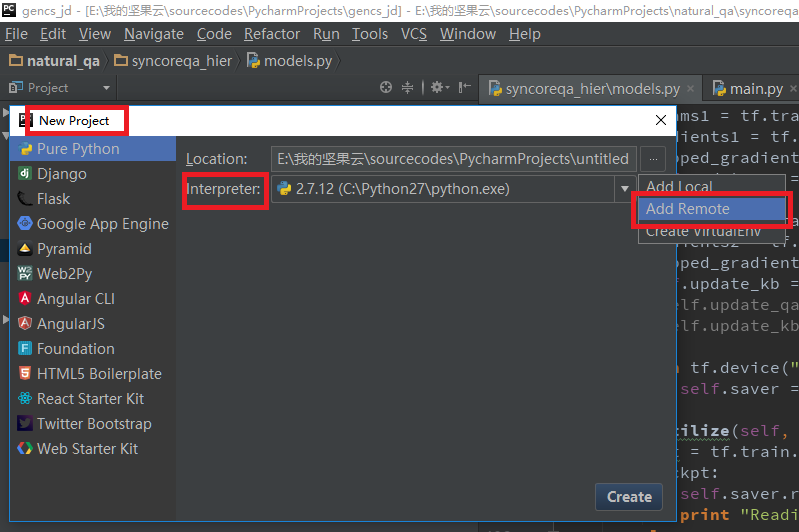 gencs_jd - [E:\我的坚果云\sourcecodes\PycharmProjects\gencs_jd] - E:\我的坚果云\sourcecodes\PycharmProjects\natural_qa\syncoreqa
File Edit View Navigate Code Refactor Run Tools VCS Window Help
natural_qa syncoreqa_hier models.py
Project syncoreqa_hier\models.py main.py
New Project
Pure Python
Django
Flask
Google App Engine
Pyramid
Web2Py
Angular CLI
AngularJS
Foundation
HTML5 Boilerplate
React Starter Kit
Twitter Bootstrap
Web Starter Kit
Location: E:\我的坚果云\sourcecodes\PycharmProjects\untitled ...
Interpreter: 2.7.12 (C:\Python27\python.exe)
Add Local
Add Remote
Create VirtualEnv
Create
ms1 = tf.trai
dients1 = tf.
pped_gradient
pped_gradient
f.update_kb =
elf.update_qa
elf.update_kb
tf.device("
self.saver =
tilize(self,
= tf.train.
ckpt:
self.saver.r
print "Readi